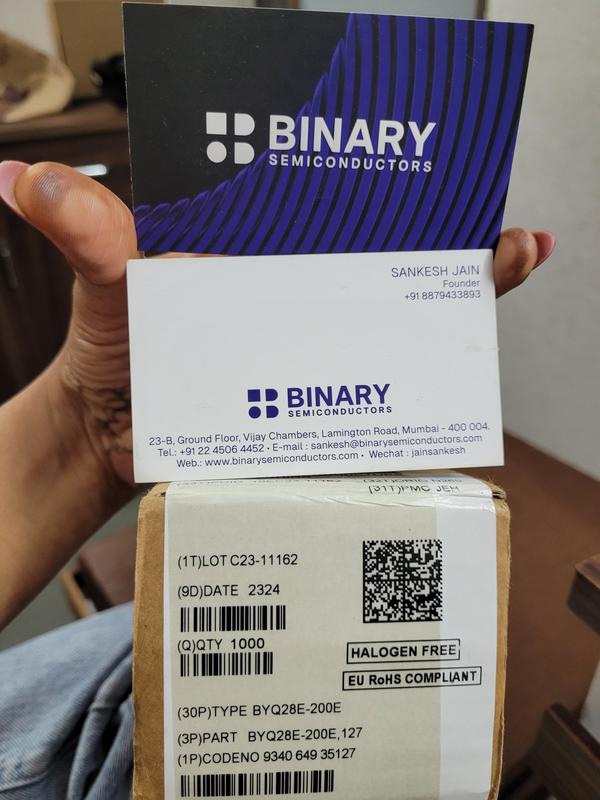 BINARY
SEMICONDUCTORS
SANKESH JAIN
Founder
+91 8879433893
BINARY
SEMICONDUCTORS
23-B, Ground Floor, Vijay Chambers, Lamington Road, Mumbai - 400 004.
Tel.: +91 22 4506 4452 • E-mail : sankesh@binarysemiconductors.com
Web.: www.binarysemiconductors.com • Wechat : jainsankesh
(31T)PMC JEH
(1T)LOT C23-11162
(9D)DATE 2324
(Q)QTY 1000
HALOGEN FREE
EU RoHS COMPLIANT
(30P)TYPE BYQ28E-200E
(3P)PART BYQ28E-200E,127
(1P)CODENO 9340 649 35127